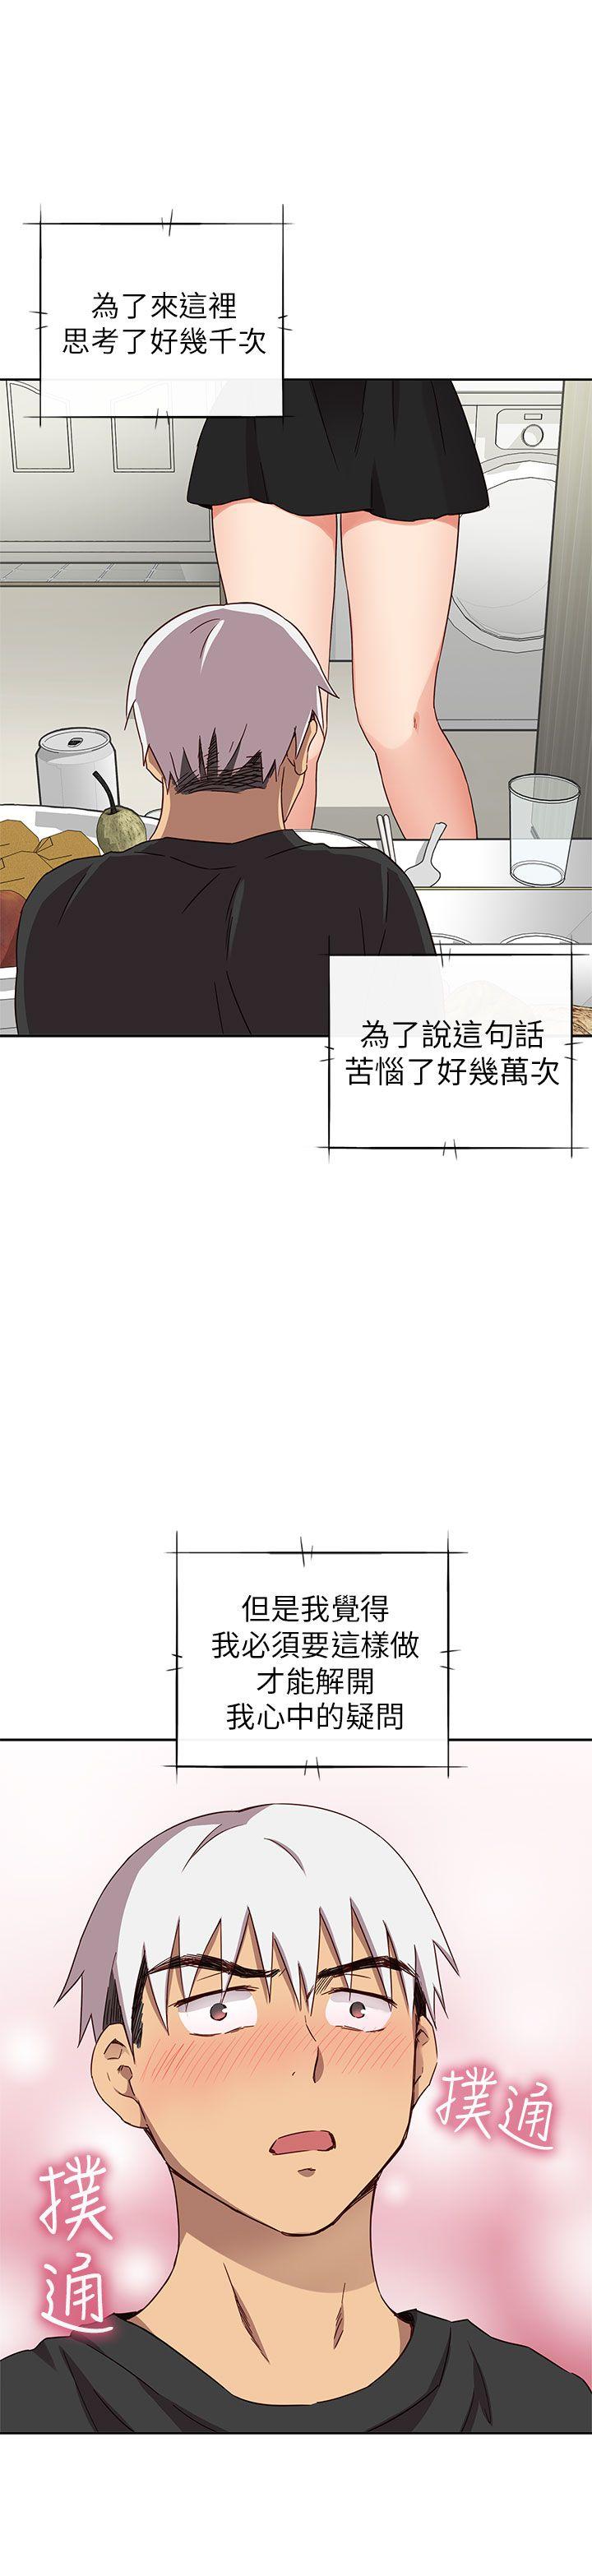 為了來這裡
思考了好幾千次
為了說這句話
苦惱了好幾萬次
但是我覺得
我必須要這樣做
才能解開
我心中的疑問
撲通
撲通